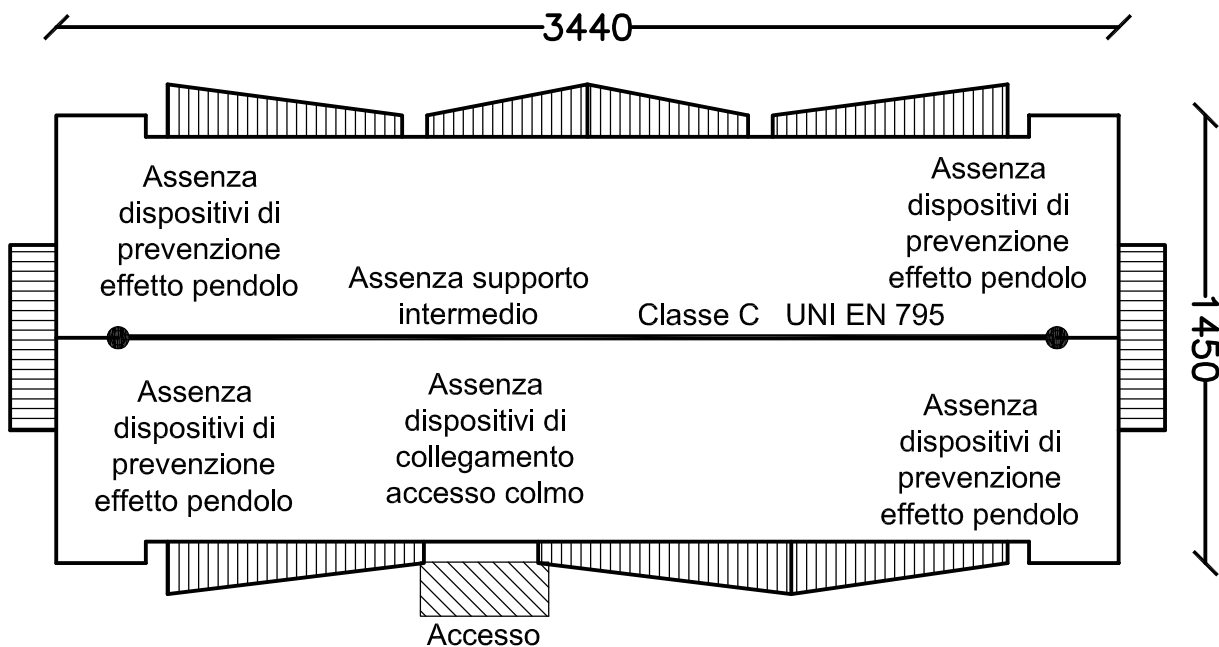 3440
Assenza
dispositivi di
prevenzione
effetto pendolo
Assenza
dispositivi di
prevenzione
effetto pendolo
Assenza supporto
intermedio
Classe C UNI EN 795
1450
Assenza
dispositivi di
prevenzione
effetto pendolo
Assenza
dispositivi di
collegamento
accesso colmo
Assenza
dispositivi di
prevenzione
effetto pendolo
Accesso